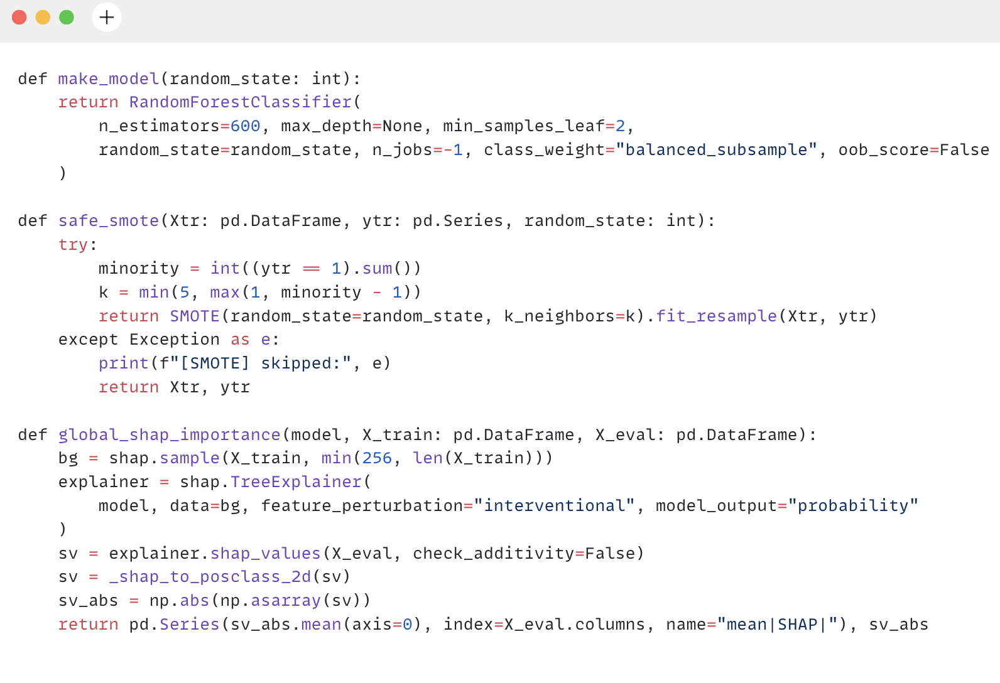 def make_model(random_state: int):
    return RandomForestClassifier(
        n_estimators=600, max_depth=None, min_samples_leaf=2,
        random_state=random_state, n_jobs=-1, class_weight="balanced_subsample", oob_score=False
    )

def safe_smote(Xtr: pd.DataFrame, ytr: pd.Series, random_state: int):
    try:
        minority = int((ytr == 1).sum())
        k = min(5, max(1, minority - 1))
        return SMOTE(random_state=random_state, k_neighbors=k).fit_resample(Xtr, ytr)
    except Exception as e:
        print(f"[SMOTE] skipped:", e)
        return Xtr, ytr

def global_shap_importance(model, X_train: pd.DataFrame, X_eval: pd.DataFrame):
    bg = shap.sample(X_train, min(256, len(X_train)))
    explainer = shap.TreeExplainer(
        model, data=bg, feature_perturbation="interventional", model_output="probability"
    )
    sv = explainer.shap_values(X_eval, check_additivity=False)
    sv = _shap_to_posclass_2d(sv)
    sv_abs = np.abs(np.asarray(sv))
    return pd.Series(sv_abs.mean(axis=0), index=X_eval.columns, name="mean|SHAP|"), sv_abs